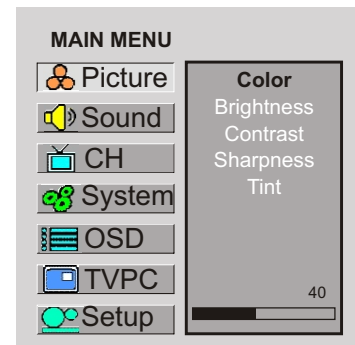 MAIN MENU
Picture
Sound
CH
System
OSD
TVPC
Setup
Color
Brightness
Contrast
Sharpness
Tint
40